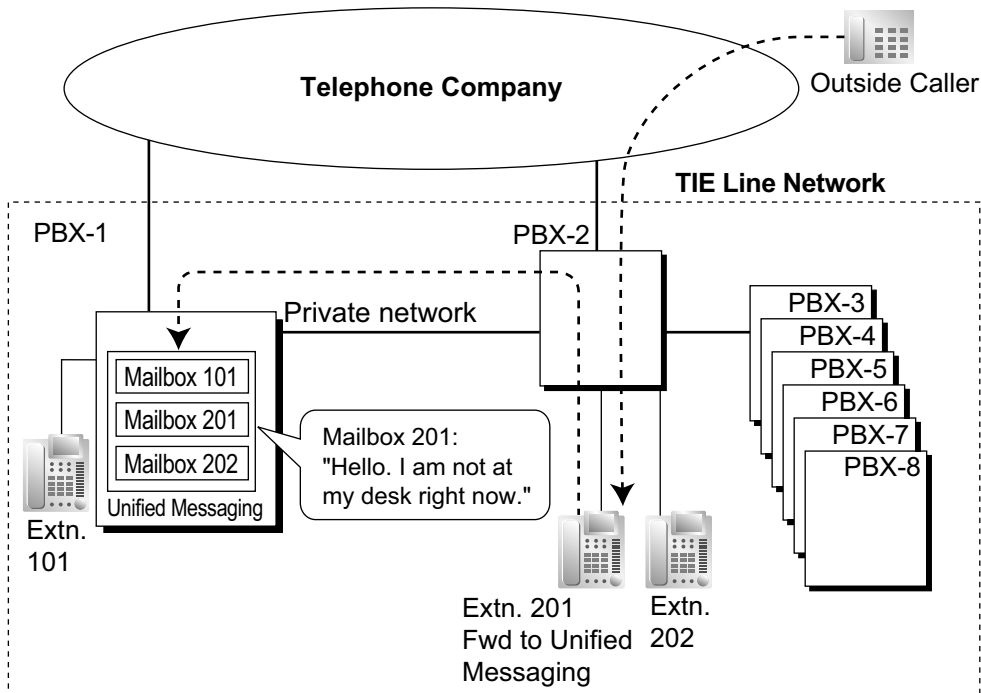 Telephone Company
Outside Caller
TIE Line Network
PBX-1
PBX-2
Private network
PBX-3
PBX-4
PBX-5
PBX-6
PBX-7
PBX-8
Mailbox 101
Mailbox 201
Mailbox 202
Unified Messaging
Mailbox 201:
"Hello. I am not at
my desk right now."
Extn.
101
Extn. 201
Fwd to Unified
Messaging
Extn.
202